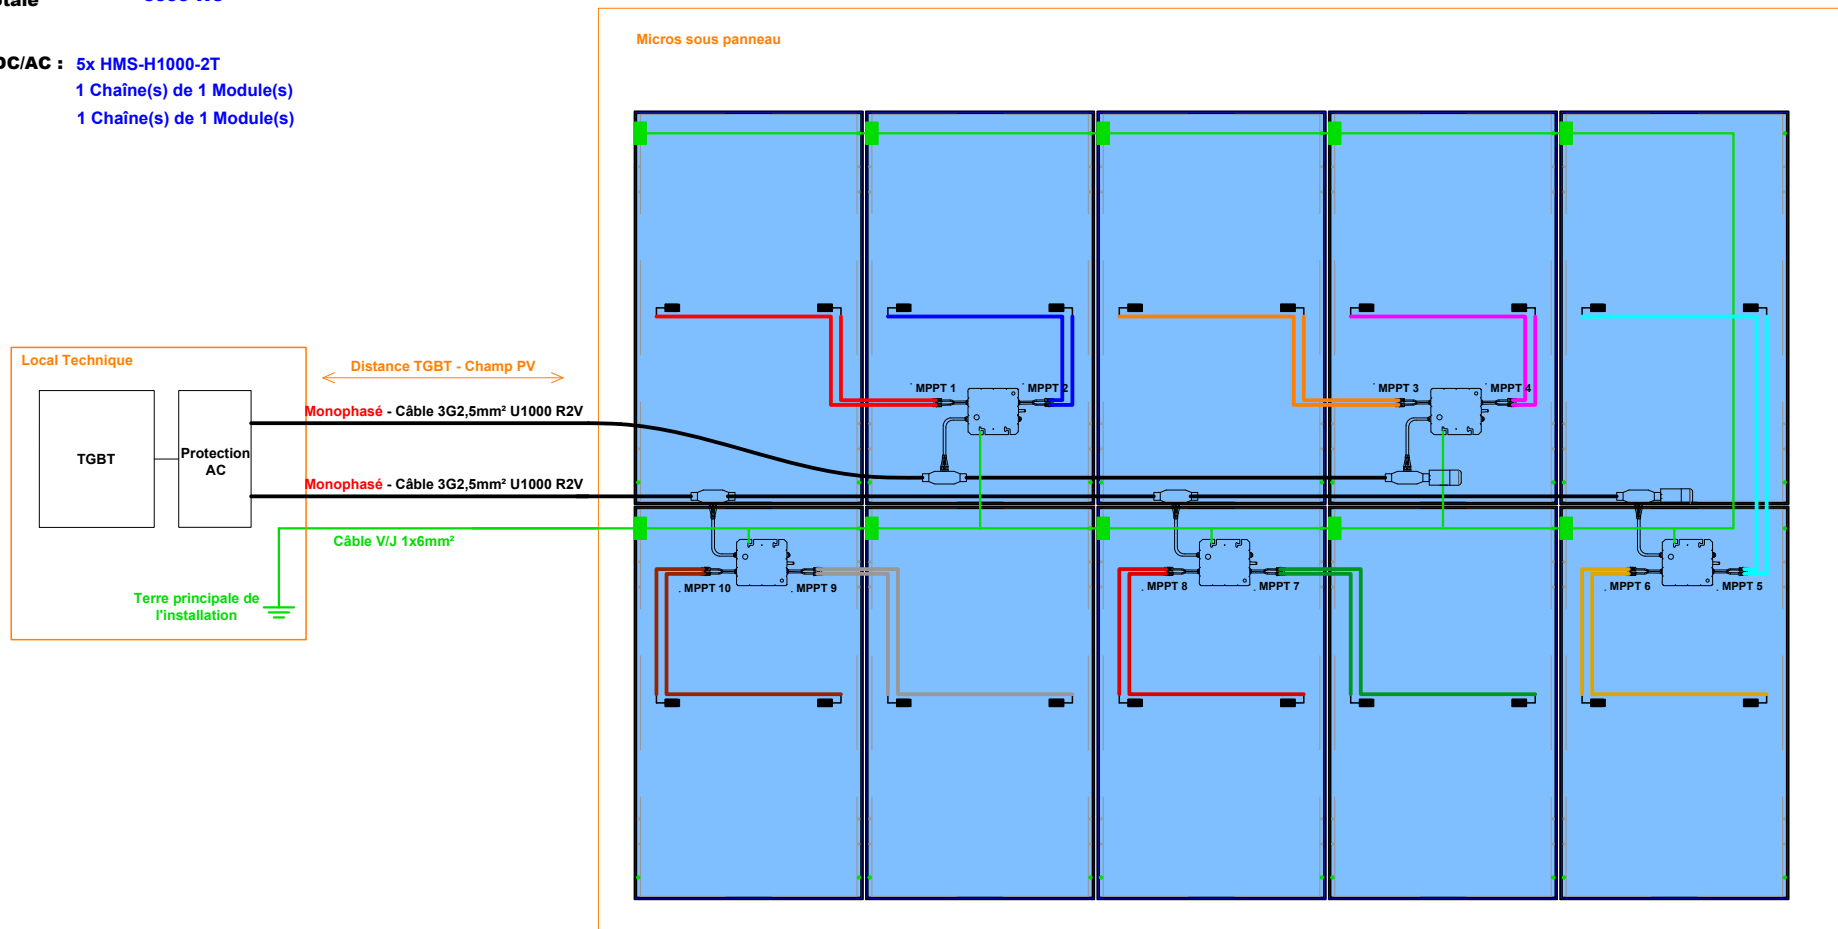 DC/AC : 5x HMS-H1000-2T
1 Chaîne(s) de 1 Module(s)
1 Chaîne(s) de 1 Module(s)
Micros sous panneau
Local Technique
Distance TGBT - Champ PV
Monophasé - Câble 3G2,5mm² U1000 R2V
TGBT
Protection
AC
Monophasé - Câble 3G2,5mm² U1000 R2V
Câble V/J 1x6mm²
Terre principale de
l'installation
MPPT 1
MPPT 2
MPPT 3
MPPT 4
MPPT 10
MPPT 9
MPPT 8
MPPT 7
MPPT 6
MPPT 5